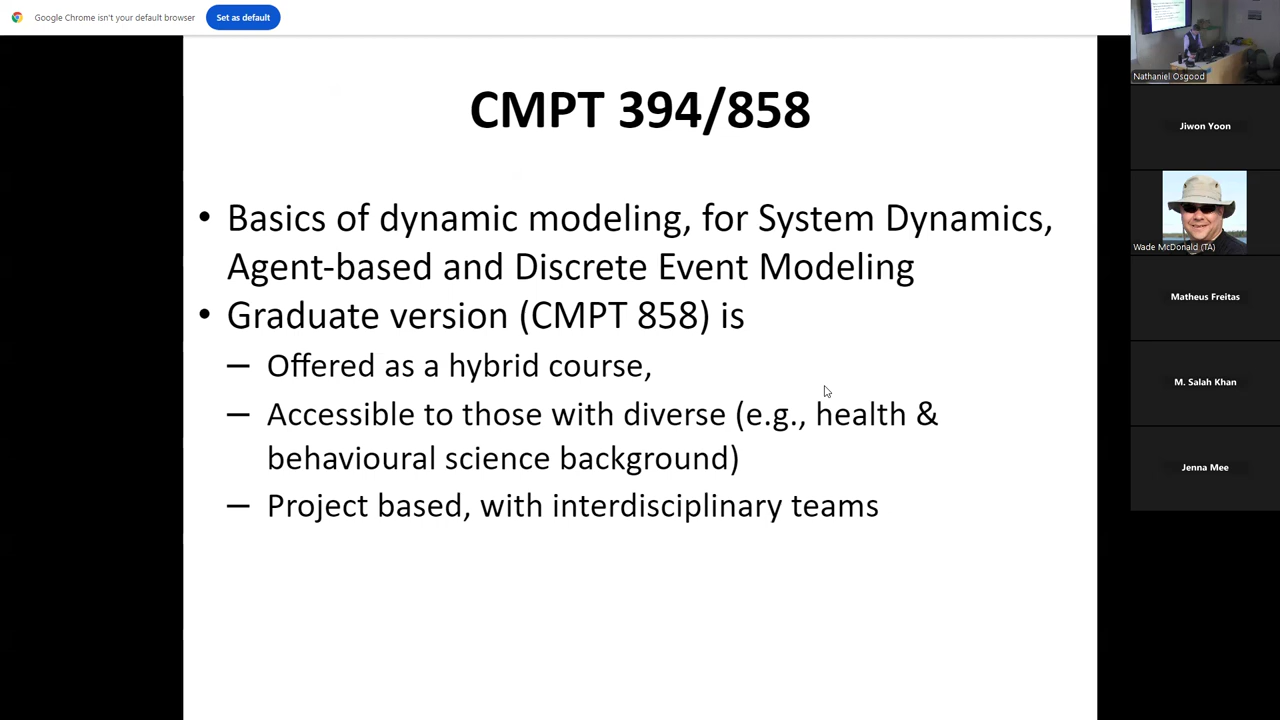 Google Chrome isn't your default browser
Set as default
CMPT 394/858
• Basics of dynamic modeling, for System Dynamics,
Agent-based and Discrete Event Modeling
• Graduate version (CMPT 858) is
– Offered as a hybrid course,
– Accessible to those with diverse (e.g., health &
behavioural science background)
– Project based, with interdisciplinary teams
Nathaniel Osgood
Jiwon Yoon
Wade McDonald (TA)
Matheus Freitas
M. Salah Khan
Jenna Mee